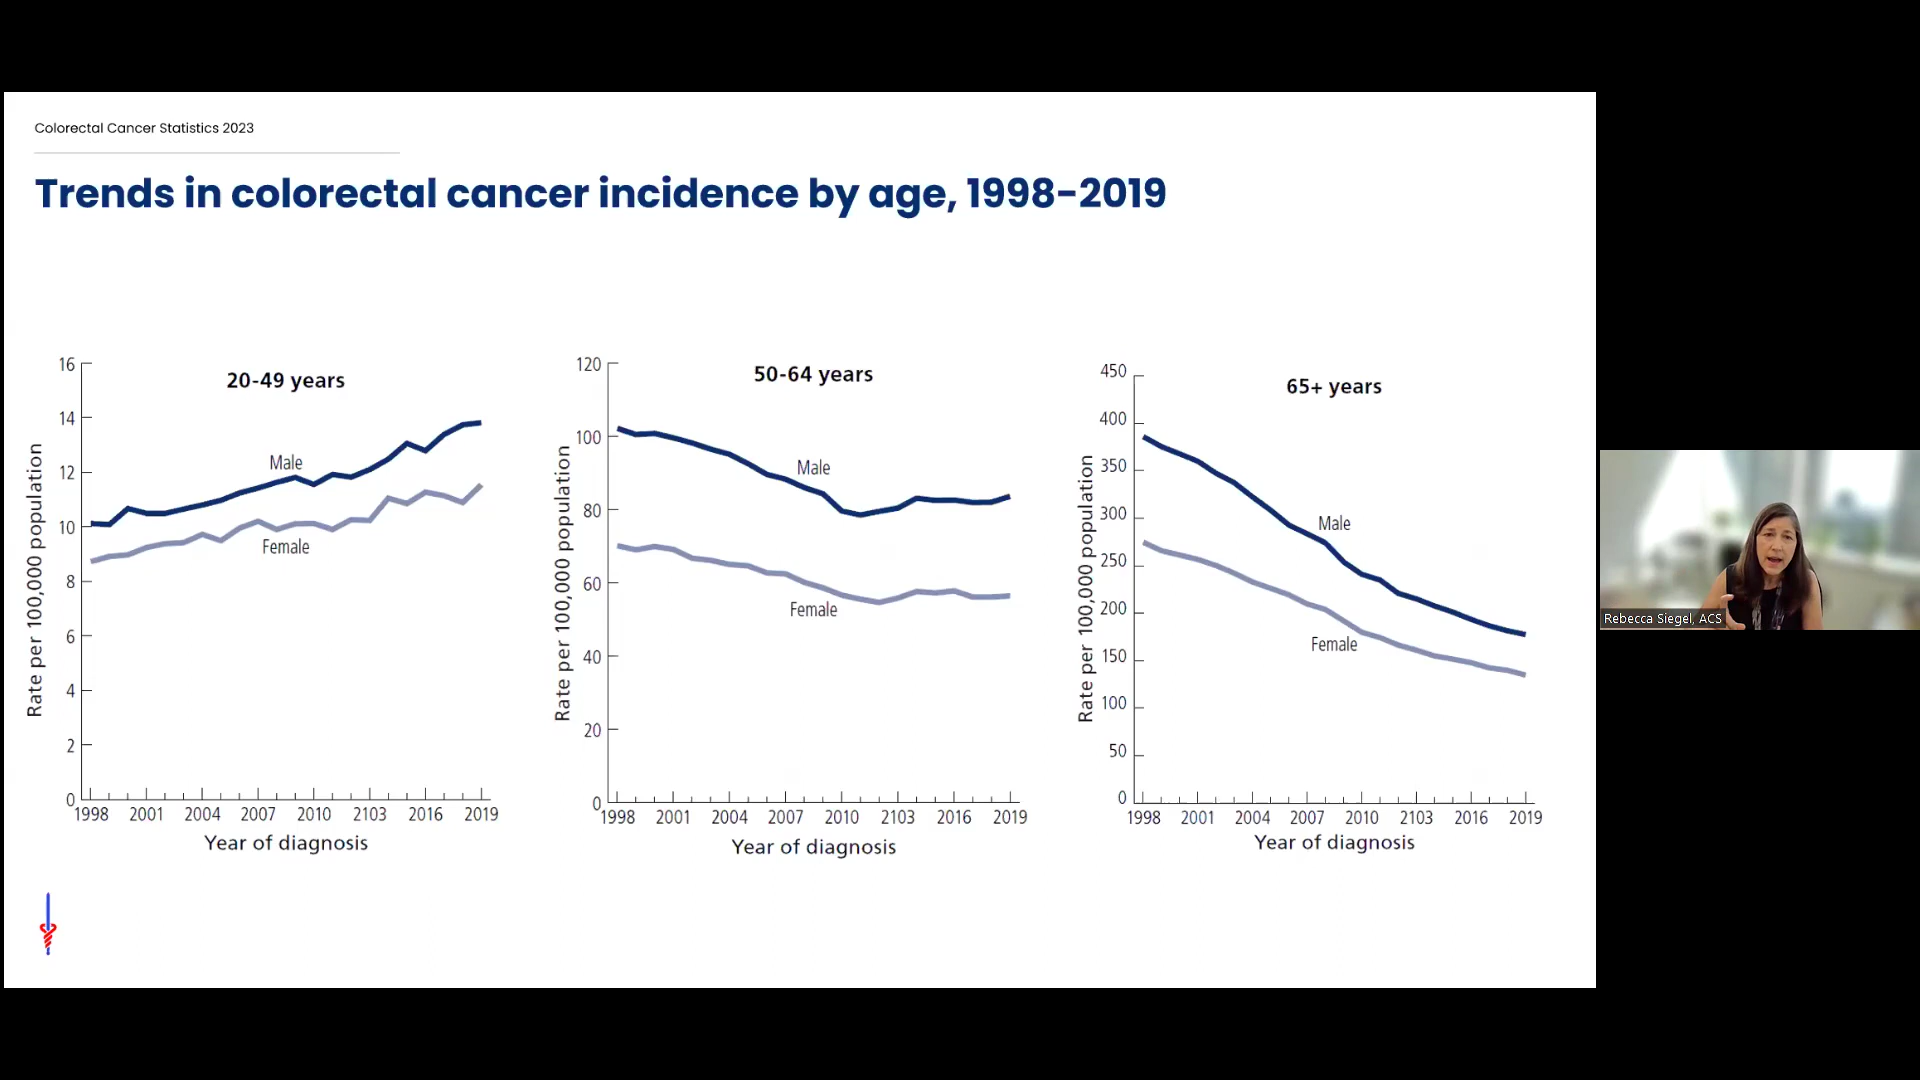 Colorectal Cancer Statistics 2023
Trends in colorectal cancer incidence by age, 1998-2019
20-49 years
Rate per 100,000 population
16
14
12
10
8
6
4
2
0
Male
Female
1998 2001 2004 2007 2010 2103 2016 2019
Year of diagnosis
50-64 years
Rate per 100,000 population
120
100
80
60
40
20
0
Male
Female
1998 2001 2004 2007 2010 2103 2016 2019
Year of diagnosis
65+ years
Rate per 100,000 population
450
400
350
300
250
200
150
100
50
0
Male
Female
1998 2001 2004 2007 2010 2103 2016 2019
Year of diagnosis
Rebecca Siegel, ACS